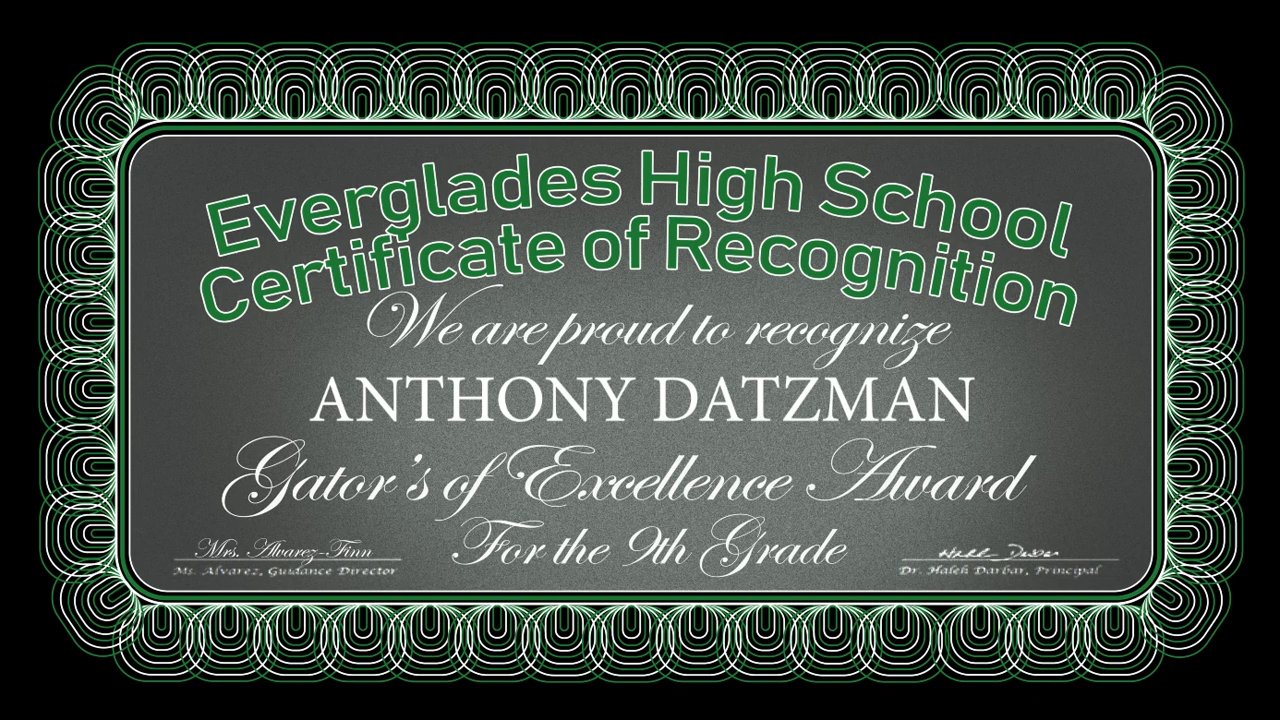 Everglades High School
Certificate of Recognition
We are proud to recognize
ANTHONY DATZMAN
Gator's of Excellence Award
For the 9th Grade
Mrs. Alvarez-Finn
Ms. Alvarez, Guidance Director
Dr. Haleh Darbar, Principal